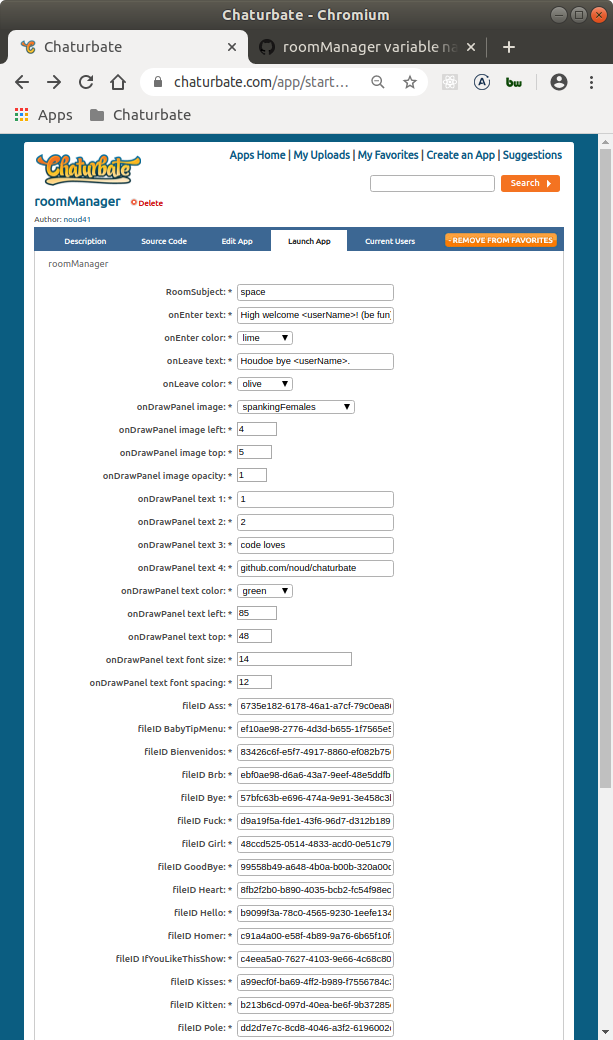 Chaturbate - Chromium
Chaturbate
roomManager variable na
chaturbate.com/app/start...
Apps
Chaturbate
Chaturbate
Apps Home | My Uploads | My Favorites | Create an App | Suggestions
Search
roomManager Delete
Author: noud41
Description Source Code Edit App Launch App Current Users - REMOVE FROM FAVORITES
roomManager
RoomSubject: * space
onEnter text: * High welcome <userName>! (be fun)
onEnter color: * lime
onLeave text: * Houdoe bye <userName>.
onLeave color: * olive
onDrawPanel image: * spankingFemales
onDrawPanel image left: * 4
onDrawPanel image top: * 5
onDrawPanel image opacity: * 1
onDrawPanel text 1: * 1
onDrawPanel text 2: * 2
onDrawPanel text 3: * code loves
onDrawPanel text 4: * github.com/noud/chaturbate
onDrawPanel text color: * green
onDrawPanel text left: * 85
onDrawPanel text top: * 48
onDrawPanel text font size: * 14
onDrawPanel text font spacing: * 12
fileID Ass: * 6735e182-6178-46a1-a7cf-79c0ea8
fileID BabyTipMenu: * ef10ae98-2776-4d3d-b655-1f7565e5
fileID Bienvenidos: * 83426c6f-e5f7-4917-8860-ef082b75
fileID Brb: * ebf0ae98-d6a6-43a7-9eef-48e5ddfb
fileID Bye: * 57bfc63b-e696-474a-9e91-3e458c3
fileID Fuck: * d9a19f5a-fde1-43f6-96d7-d312b189
fileID Girl: * 48ccd525-0514-4833-acd0-0e51c79
fileID GoodBye: * 99558b49-a648-4b0a-b00b-320a00
fileID Heart: * 8fb2f2b0-b890-4035-bcb2-fc54f98ec
fileID Hello: * b9099f3a-78c0-4565-9230-1eefe134
fileID Homer: * c91a4a00-e58f-4b89-9a76-6b65f10f
fileID IfYouLikeThisShow: * c4eea5a0-7627-4103-9e66-4c68c80
fileID Kisses: * a99ecf0f-ba69-4ff2-b989-f7556784c
fileID Kitten: * b213b6cd-097d-40ea-be6f-9b37285
fileID Pole: * dd2d7e7c-8cd8-4046-a3f2-6196002